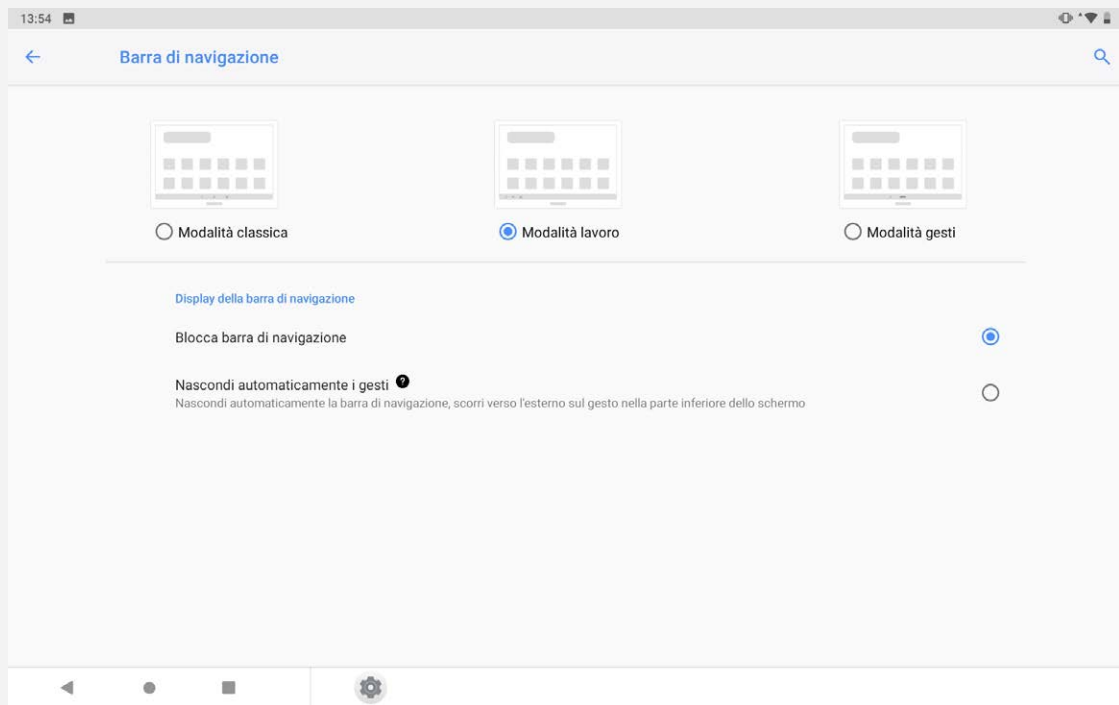 13:54
Barra di navigazione
Modalità classica
Modalità lavoro
Modalità gesti
Display della barra di navigazione
Blocca barra di navigazione
Nascondi automaticamente i gesti ?
Nascondi automaticamente la barra di navigazione, scorri verso l'esterno sul gesto nella parte inferiore dello schermo